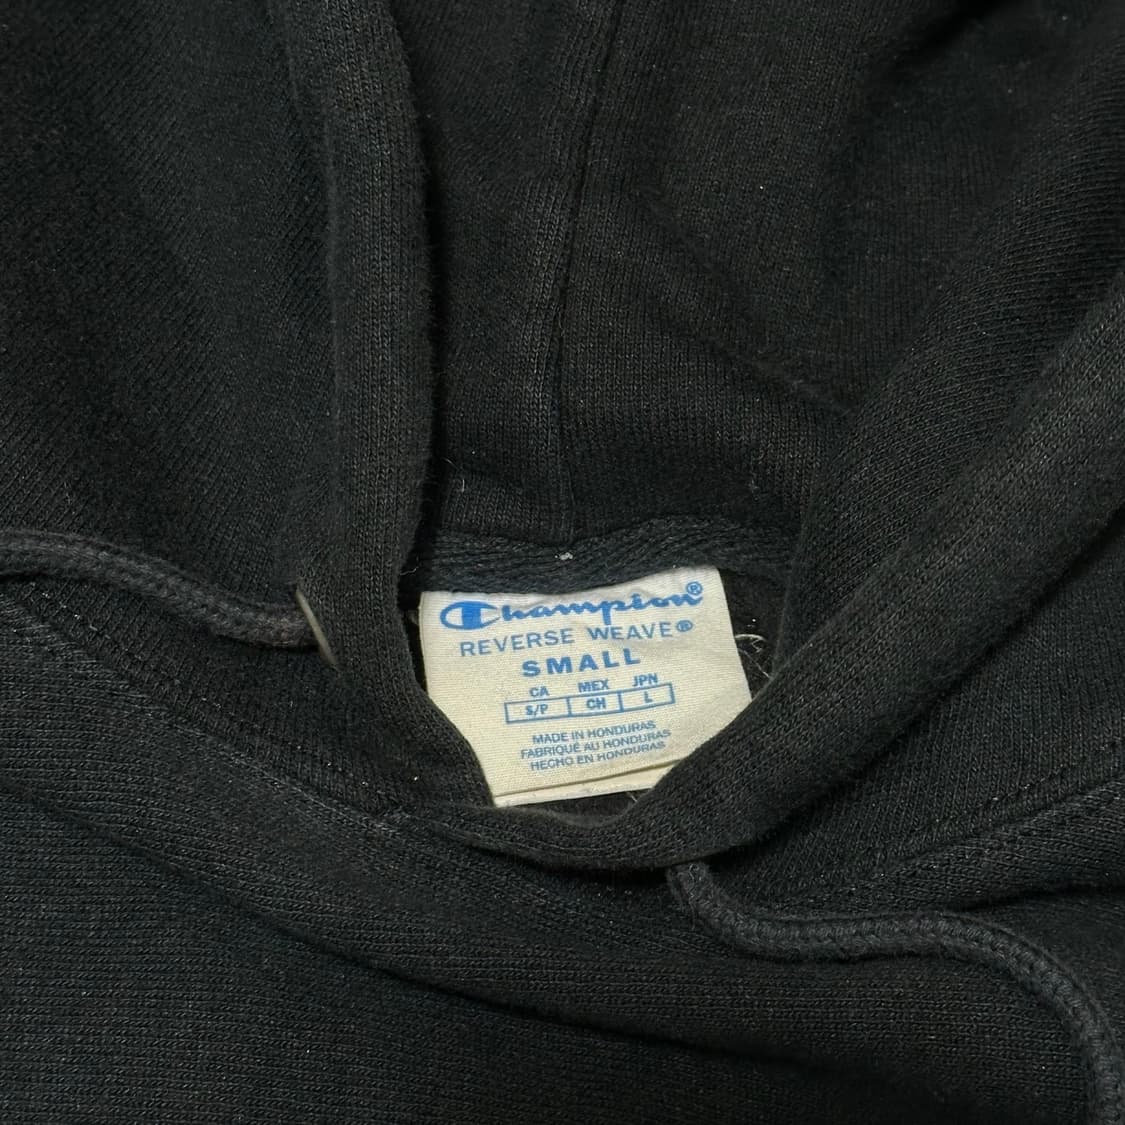 Champion®
REVERSE WEAVE®
SMALL
CA MEX JPN
S/P CH L
MADE IN HONDURAS
FABRIQUÉ AU HONDURAS
HECHO EN HONDURAS